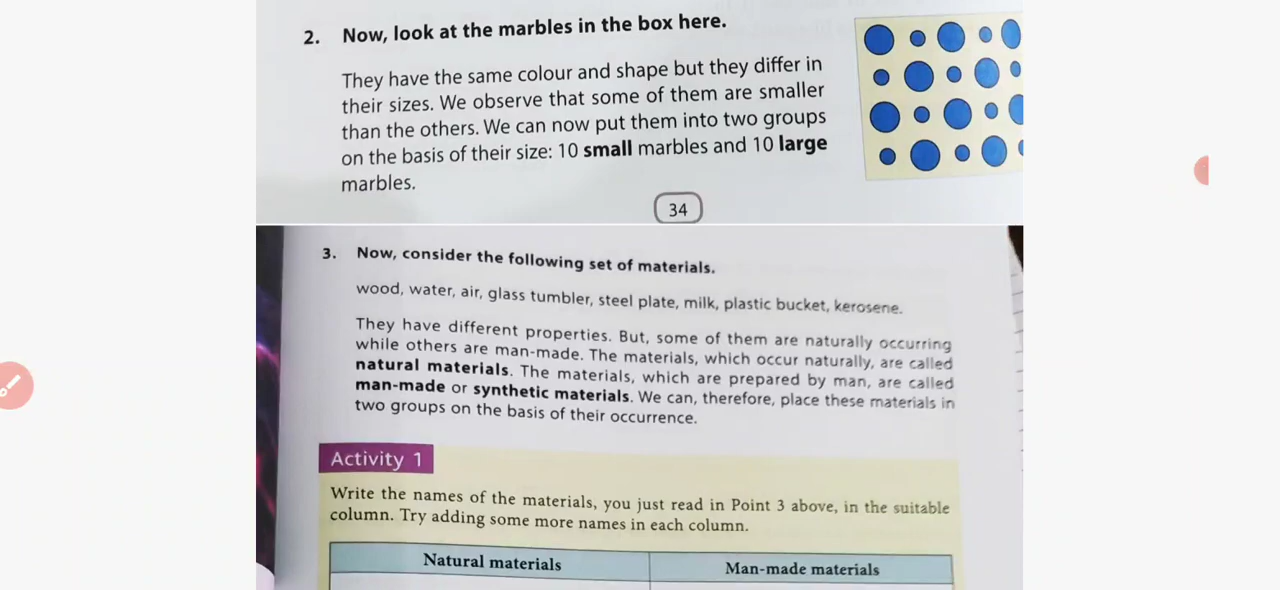 2. Now, look at the marbles in the box here.
They have the same colour and shape but they differ in
their sizes. We observe that some of them are smaller
than the others. We can now put them into two groups
on the basis of their size: 10 small marbles and 10 large
marbles.
34
3. Now, consider the following set of materials.
wood, water, air, glass tumbler, steel plate, milk, plastic bucket, kerosene.
They have different properties. But, some of them are naturally occurring
while others are man-made. The materials, which occur naturally, are called
natural materials. The materials, which are prepared by man, are called
man-made or synthetic materials. We can, therefore, place these materials in
two groups on the basis of their occurrence.
Activity 1
Write the names of the materials, you just read in Point 3 above, in the suitable
column. Try adding some more names in each column.
Natural materials
Man-made materials